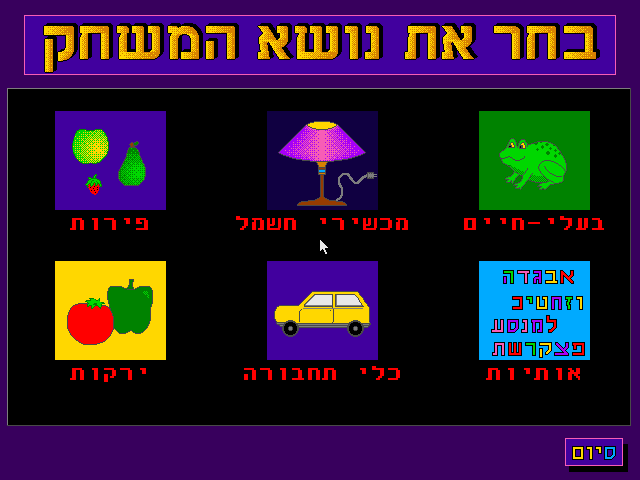 בחר את נושא המשחק
בעלי-חיים
מכשירי חשמל
פירות
אבגדה
וזחטיכ
למנסע
פצקרשת
אותיות
כלי תחבורה
ירקות
סיום